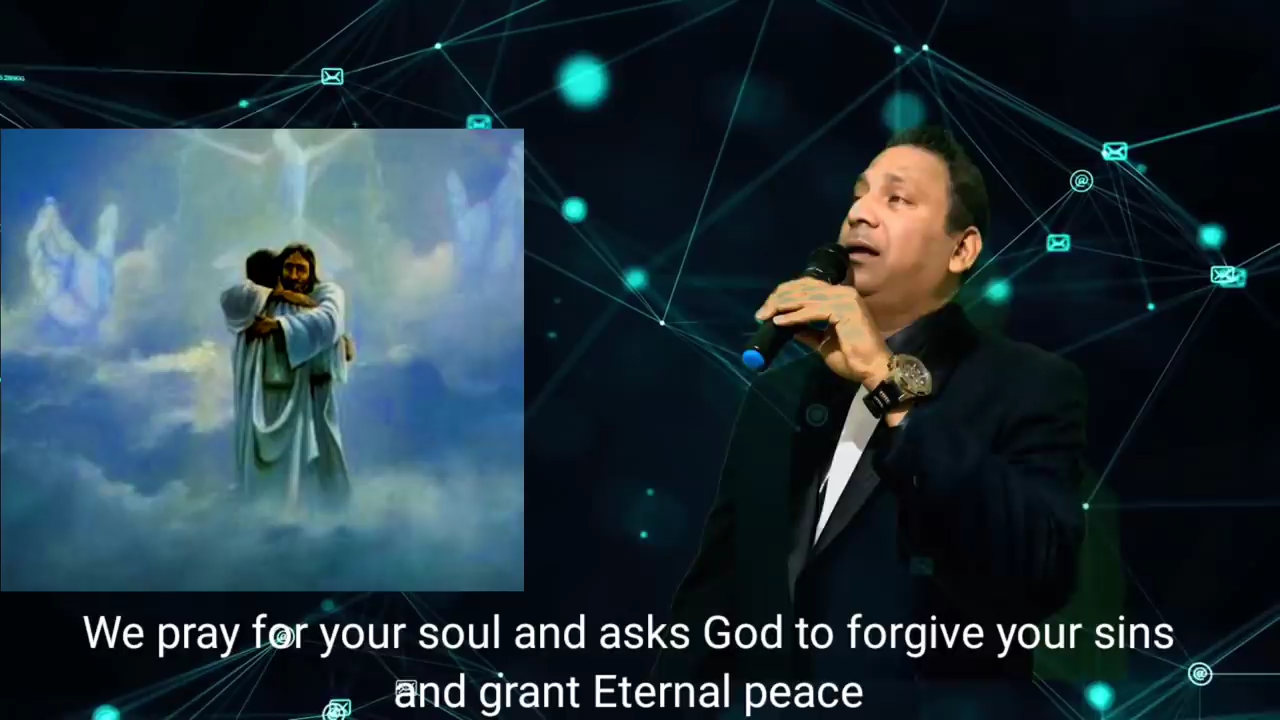 We pray for your soul and asks God to forgive your sins
and grant Eternal peace